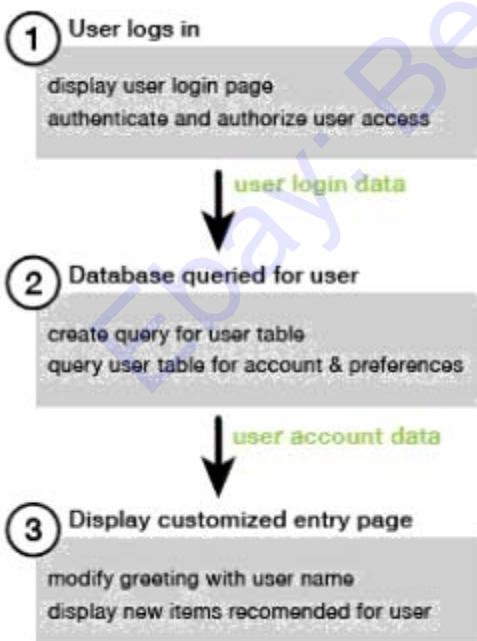 1 User logs in
display user login page
authenticate and authorize user access
user login data
2 Database queried for user
create query for user table
query user table for account & preferences
user account data
3 Display customized entry page
modify greeting with user name
display new items recomended for user
Ebay: Be